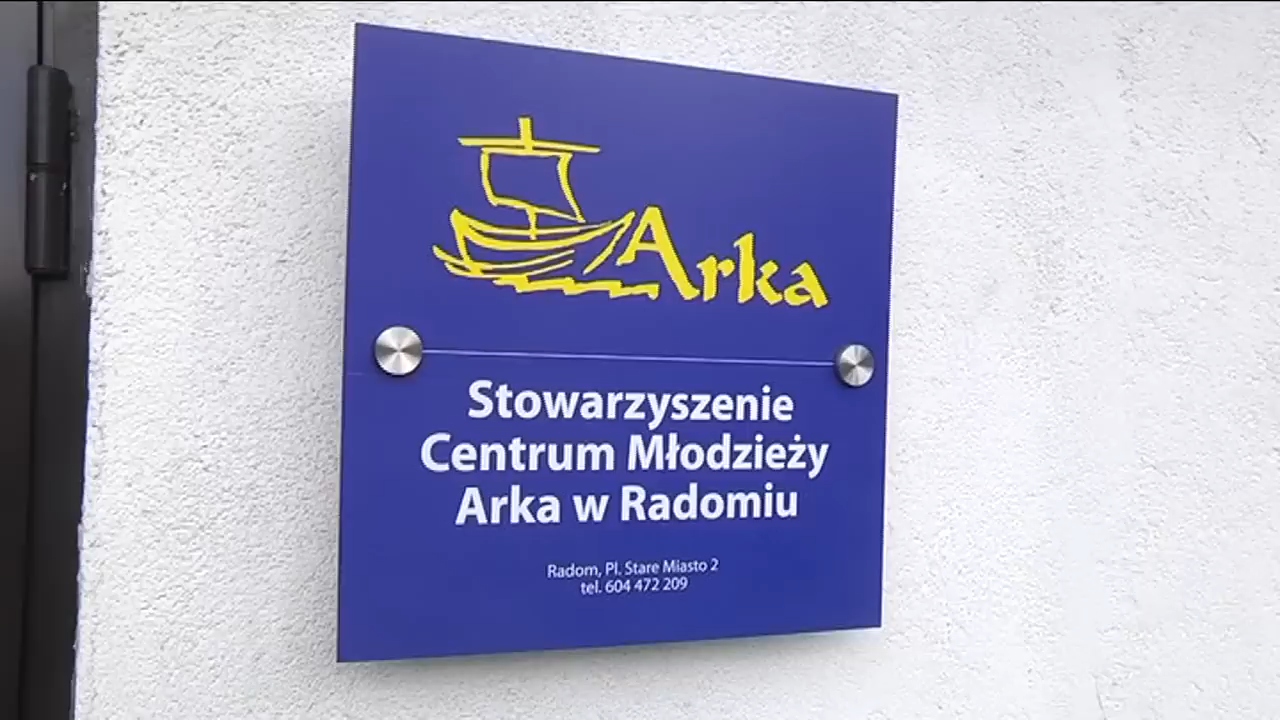 Arka
Stowarzyszenie
Centrum Młodzieży
Arka w Radomiu
Radom, Pl. Stare Miasto 2
tel. 604 472 209